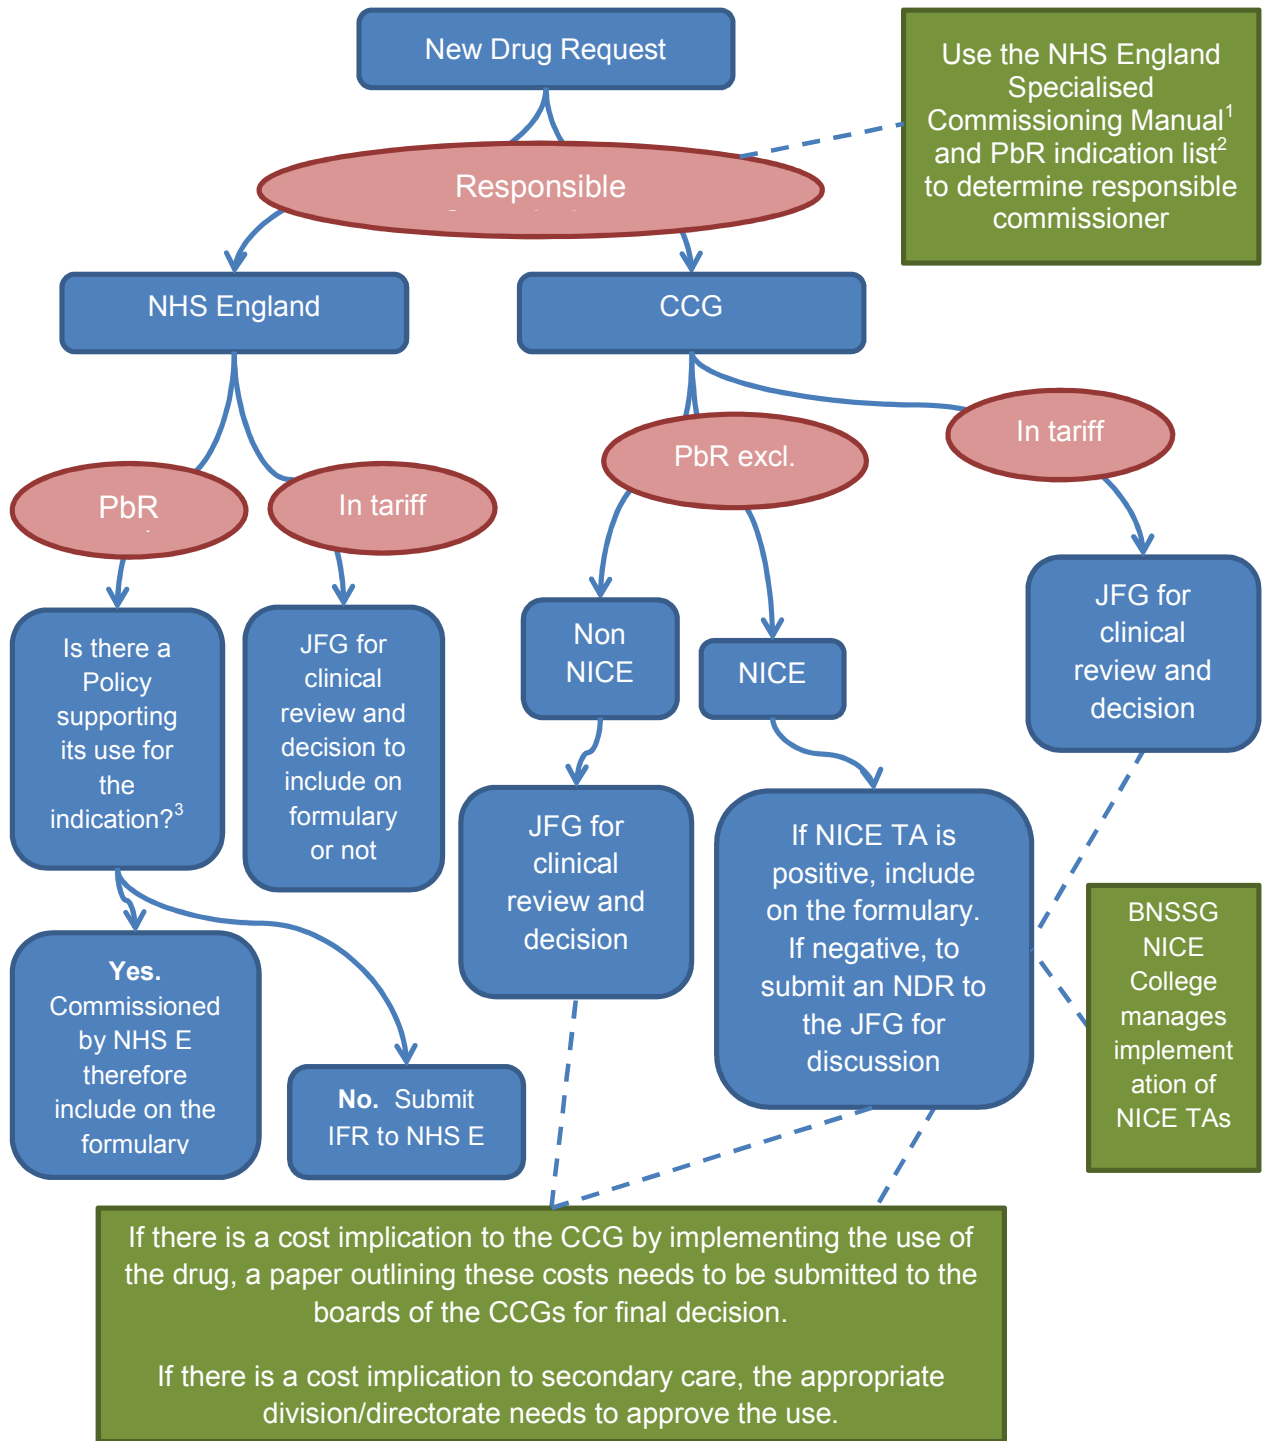 New Drug Request
Use the NHS England
Specialised
Commissioning Manual1
and PbR indication list2
to determine responsible
commissioner
Responsible
NHS England
CCG
PbR excl.
In tariff
PbR
In tariff
Is there a
Policy
supporting
its use for
the
indication?3
JFG for
clinical
review and
decision to
include on
formulary
or not
Non
NICE
NICE
JFG for
clinical
review and
decision
JFG for
clinical
review and
decision
If NICE TA is
positive, include
on the formulary.
If negative, to
submit an NDR to
the JFG for
discussion
BNSSG
NICE
College
manages
implement
ation of
NICE TAs
Yes.
Commissioned
by NHS E
therefore
include on the
formulary
No. Submit
IFR to NHS E
If there is a cost implication to the CCG by implementing the use of
the drug, a paper outlining these costs needs to be submitted to the
boards of the CCGs for final decision.
If there is a cost implication to secondary care, the appropriate
division/directorate needs to approve the use.